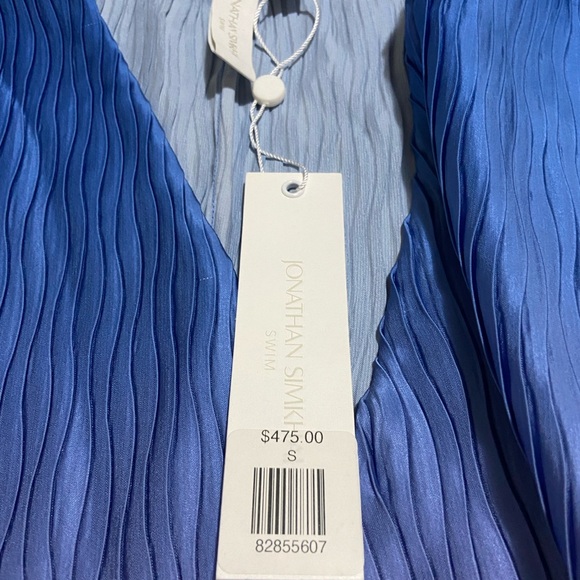 JONATHAN SIMKH
SWIM
$475.00
S
82855607